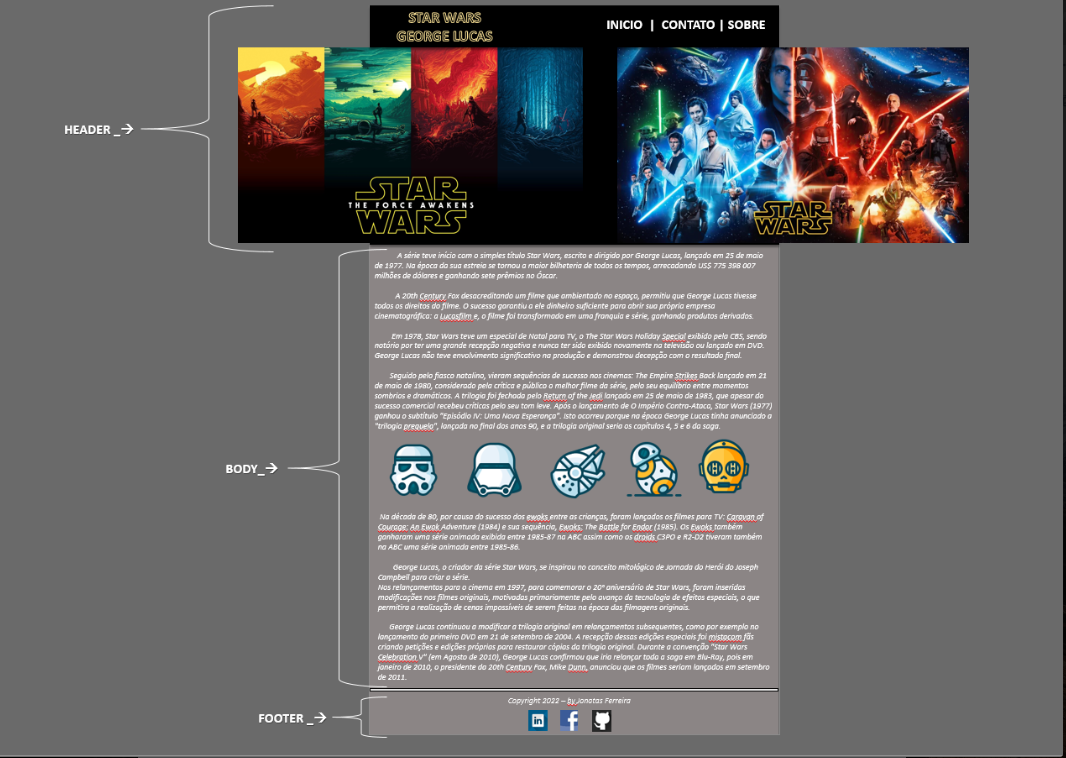 STAR WARS
GEORGE LUCAS
INICIO | CONTATO | SOBRE
HEADER _→
STAR
THE FORCE AWAKENS
WARS
STAR
WARS
A série teve início com o simples título Star Wars, escrito e dirigido por George Lucas, lançado em 25 de maio
de 1977. Na época da sua estreia se tornou a maior bilheteria de todos os tempos, arrecadando US$ 775 398 007
milhões de dólares e ganhando sete prêmios no Óscar.
A 20th Century Fox desacreditando um filme que ambientado no espaço, permitiu que George Lucas tivesse
todos os direitos do filme. O sucesso garantiu a ele dinheiro suficiente para abrir sua própria empresa
cinematográfica: a Lucasfilm e, o filme foi transformado em uma franquia e série, ganhando produtos derivados.
Em 1978, Star Wars teve um especial de Natal para TV, o The Star Wars Holiday Special exibido pela CBS, sendo
notório por ter uma grande recepção negativa e nunca ter sido exibido novamente na televisão ou lançado em DVD.
George Lucas não teve envolvimento significativo na produção e demonstrou decepção com o resultado final.
Seguido pelo fiasco natalino, vieram sequências de sucesso nos cinemas: The Empire Strikes Back lançado em 21
de maio de 1980, considerado pela crítica e público o melhor filme da série, pelo seu equilíbrio entre momentos
sombrios e dramáticos. A trilogia foi fechada pelo Return of the Jedi lançado em 25 de maio de 1983, que apesar do
sucesso comercial recebeu críticas pelo seu tom leve. Após o lançamento de O Império Contra-Ataca, Star Wars (1977)
ganhou o subtítulo "Episódio IV: Uma Nova Esperança". Isto ocorreu porque na época George Lucas tinha anunciado a
"trilogia prequela", lançada no final dos anos 90, e a trilogia original seria os capítulos 4, 5 e 6 da saga.
BODY_→
Na década de 80, por causa do sucesso dos ewoks entre as crianças, foram lançados os filmes para TV: Caravan of
Courage: An Ewok Adventure (1984) e sua sequência, Ewoks: The Battle for Endor (1985). Os Ewoks também
ganharam uma série animada exibida entre 1985-87 na ABC assim como os droids C3PO e R2-D2 tiveram também
na ABC uma série animada entre 1985-86.
George Lucas, o criador da série Star Wars, se inspirou no conceito mitológico de Jornada do Herói do Joseph
Campbell para criar a série.
Nos relançamentos para o cinema em 1997, para comemorar o 20º aniversário de Star Wars, foram inseridas
modificações nos filmes originais, motivadas primariamente pelo avanço da tecnologia de efeitos especiais, o que
permitira a realização de cenas impossíveis de serem feitas na época das filmagens originais.
George Lucas continuou a modificar a trilogia original em relançamentos subsequentes, como por exemplo no
lançamento do primeiro DVD em 21 de setembro de 2004. A recepção dessas edições especiais foi mistacom fãs
criando petições e edições próprias para restaurar cópias da trilogia original. Durante a convenção "Star Wars
Celebration V" (em Agosto de 2010), George Lucas confirmou que iria relançar toda a saga em Blu-Ray, pois em
janeiro de 2010, o presidente da 20th Century Fox, Mike Dunn, anunciou que os filmes seriam lançados em setembro
de 2011.
FOOTER _→
Copyright 2022 – by Jonatas Ferreira
in
f